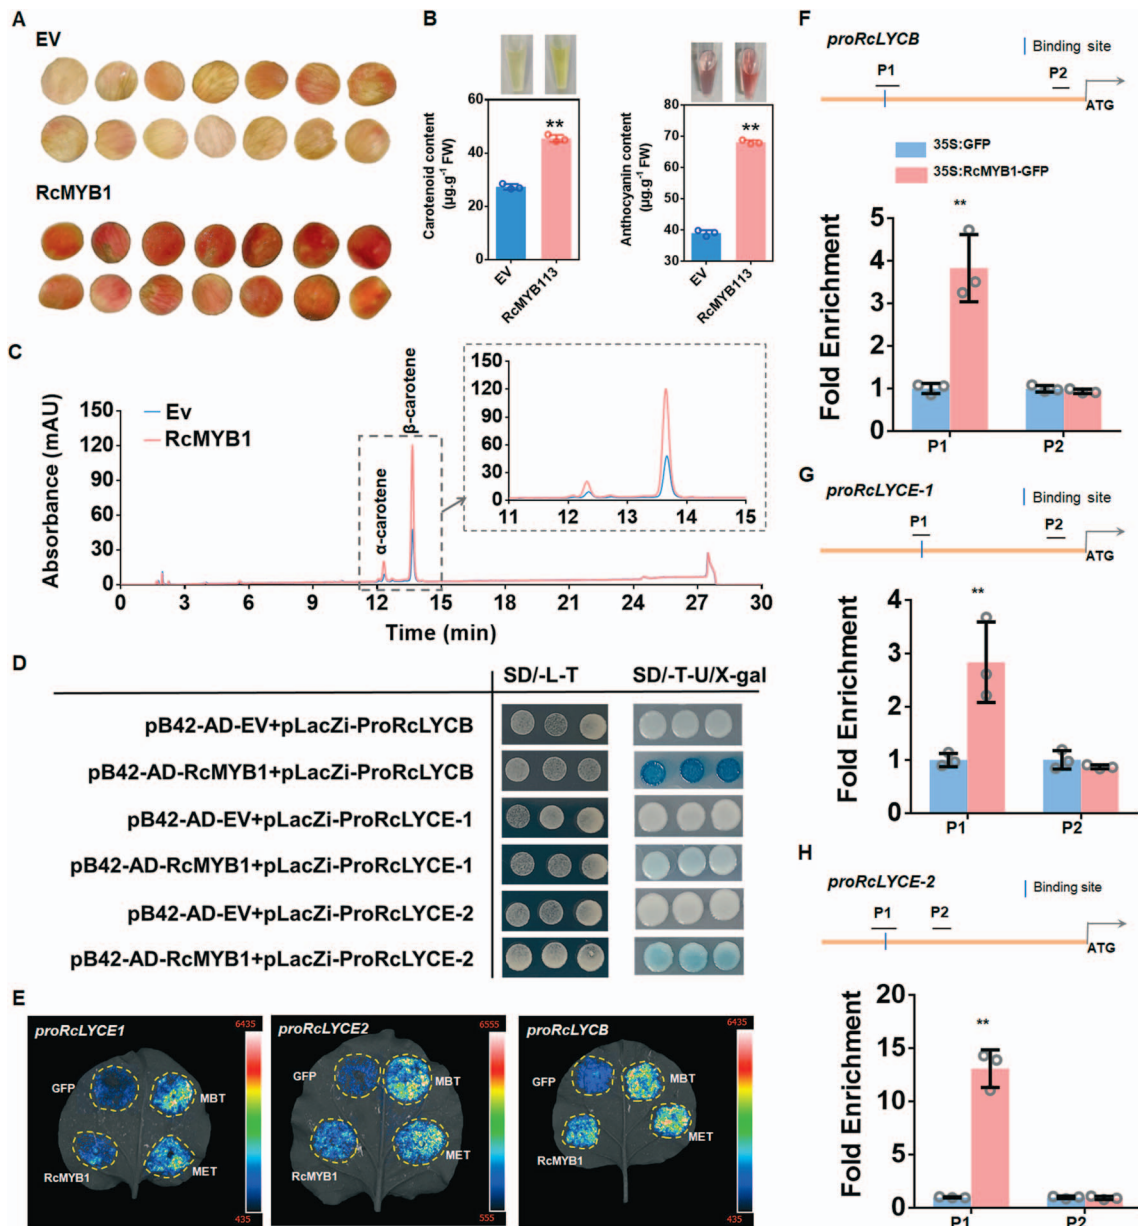 A
EV
RcMYB1
B
Carotenoid content
(µg.g⁻¹ FW)
60
40
20
0
**
EV
RcMYB113
Anthocyanin content
(µg.g⁻¹ FW)
80
70
60
50
40
30
**
EV
RcMYB113
C
Absorbance (mAU)
150
120
90
60
30
0
Ev
RcMYB1
α-carotene
β-carotene
0 3 6 9 12 15 18 21 24 27 30
Time (min)
150
120
90
60
30
0
11 12 13 14 15
D
SD/-L-T SD/-T-U/X-gal
pB42-AD-EV+pLacZi-ProRcLYCB
pB42-AD-RcMYB1+pLacZi-ProRcLYCB
pB42-AD-EV+pLacZi-ProRcLYCE-1
pB42-AD-RcMYB1+pLacZi-ProRcLYCE-1
pB42-AD-EV+pLacZi-ProRcLYCE-2
pB42-AD-RcMYB1+pLacZi-ProRcLYCE-2
E
proRcLYCE1
GFP
MBT
RcMYB1
MET
6435
435
proRcLYCE2
GFP
MBT
RcMYB1
MET
6555
555
proRcLYCB
GFP
MBT
RcMYB1
MET
6435
435
F
proRcLYCB
Binding site
P1
P2
ATG
35S:GFP
35S:RcMYB1-GFP
Fold Enrichment
5
4
3
2
1
0
**
P1 P2
G
proRcLYCE-1
Binding site
P1
P2
ATG
Fold Enrichment
4
3
2
1
0
**
P1 P2
H
proRcLYCE-2
Binding site
P1 P2
ATG
Fold Enrichment
20
15
10
5
0
**
P1 P2